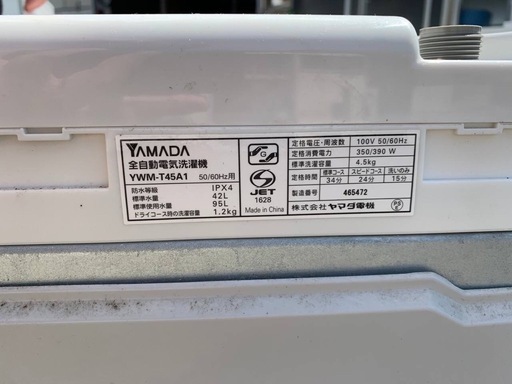 YAMADA
全自動電気洗濯機
YWM-T45A1 50/60Hz用
防水等級 IPX4
標準水量 42L
標準使用水量 95L
ドライコース時の洗濯容量 1.2kg
S
JET
1628
Made in China
定格電圧・周波数 100V 50/60Hz
定格消費電力 350/390 W
標準洗濯容量 4.5kg
定格時間 標準コース スピードコース 洗いのみ
34分 24分 15分
製造番号 465472
株式会社 ヤマダ電機